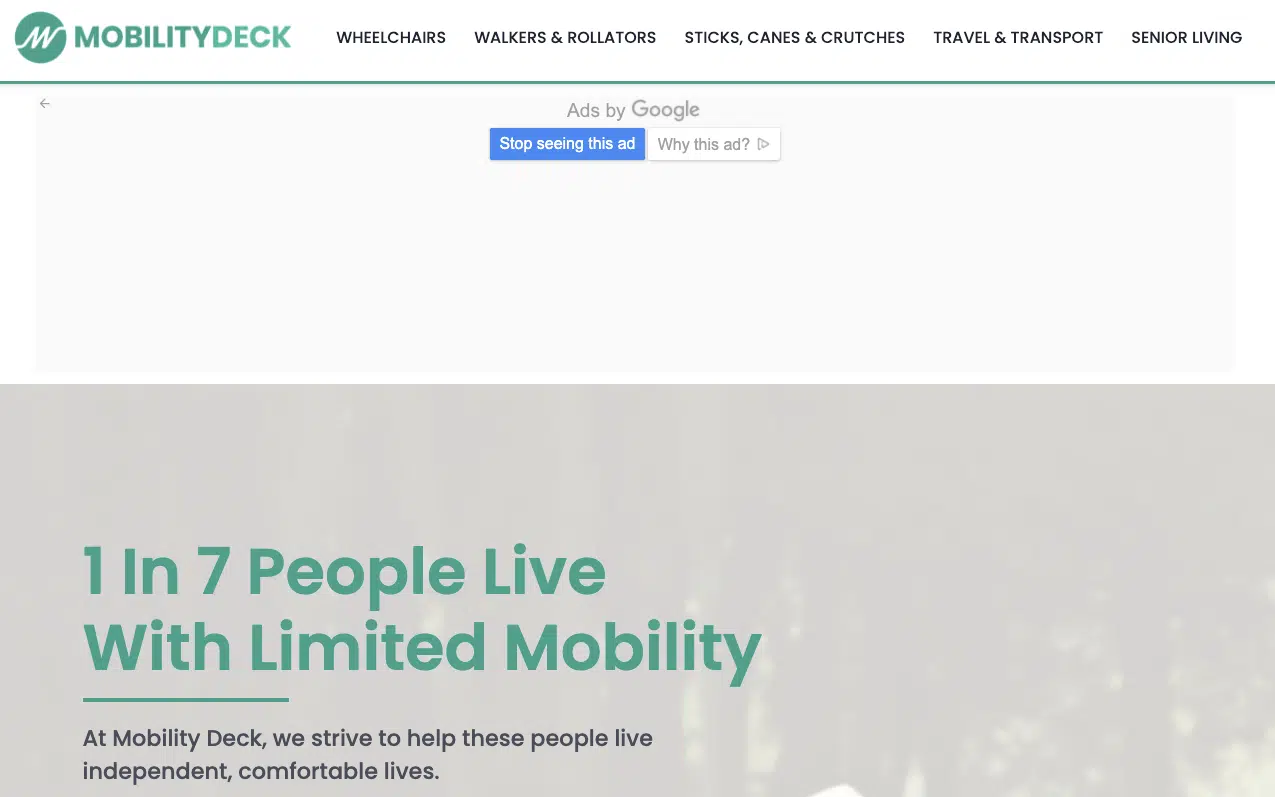 MOBILITYDECK
WHEELCHAIRS WALKERS & ROLLATORS STICKS, CANES & CRUTCHES TRAVEL & TRANSPORT SENIOR LIVING
Ads by Google
Stop seeing this ad Why this ad?
1 In 7 People Live
With Limited Mobility
At Mobility Deck, we strive to help these people live
independent, comfortable lives.